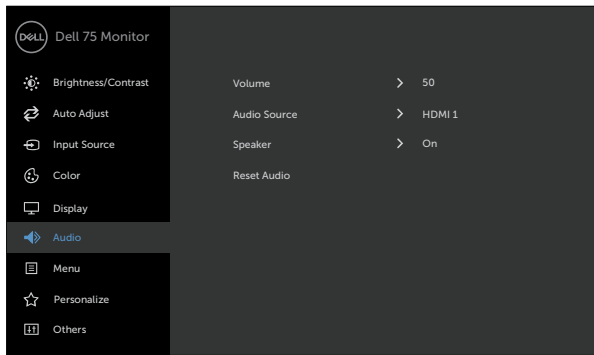 DELL Dell 75 Monitor
Brightness/Contrast
Auto Adjust
Input Source
Color
Display
Audio
Menu
Personalize
Others
Volume 50
Audio Source HDMI 1
Speaker On
Reset Audio